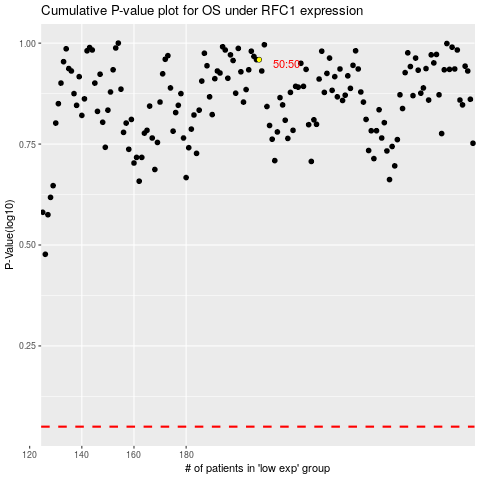 Cumulative P-value plot for OS under RFC1 expression
1.00
50:50
0.75
P-Value(log10)
0.50
0.25
120 140 160 180
# of patients in 'low exp' group